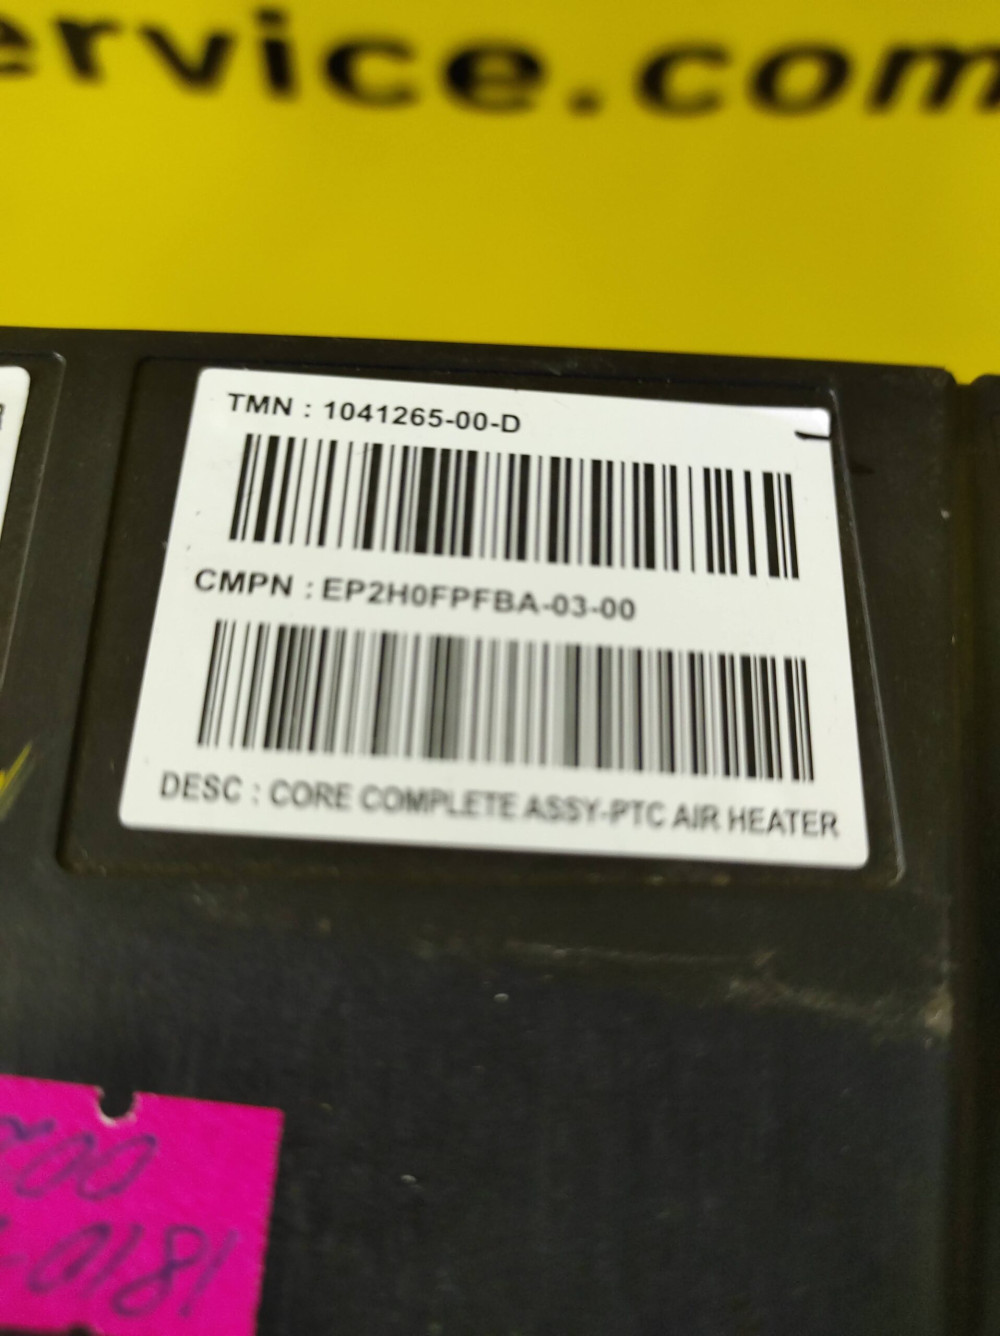 ervice.com
TMN : 1041265-00-D
CMPN : EP2H0FPFBA-03-00
DESC : CORE COMPLETE ASSY-PTC AIR HEATER